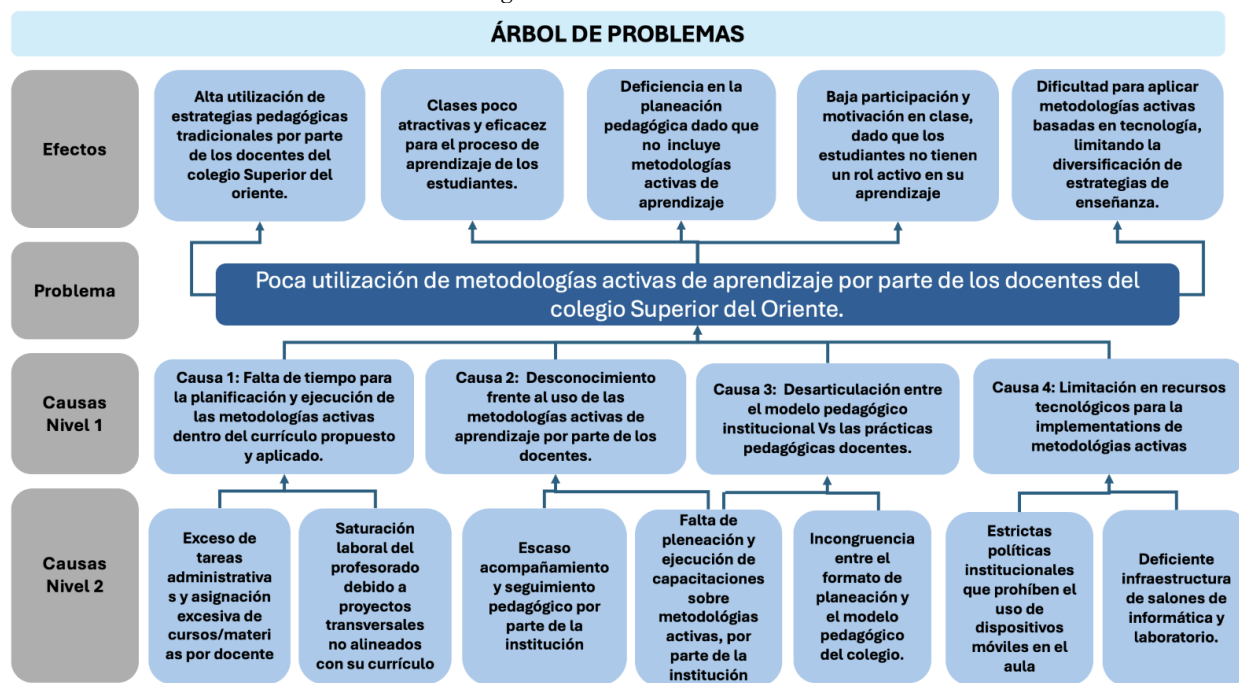 ÁRBOL DE PROBLEMAS
Efectos
Alta utilización de
estrategias pedagógicas
tradicionales por parte
de los docentes del
colegio Superior del
oriente.
Clases poco
atractivas y eficacez
para el proceso de
aprendizaje de los
estudiantes.
Deficiencia en la
planeación
pedagógica dado que
no incluye metodologías
activas de
aprendizaje
Baja participación y
motivación en clase,
dado que los
estudiantes no tienen
un rol activo en su
aprendizaje
Dificultad para aplicar
metodologías activas
basadas en tecnología,
limitando la
diversificación de
estrategias de
enseñanza.
Problema
Poca utilización de metodologías activas de aprendizaje por parte de los docentes del
colegio Superior del Oriente.
Causas
Nivel 1
Causa 1: Falta de tiempo para
la planificación y ejecución de
las metodologías activas
dentro del currículo propuesto
y aplicado.
Causa 2: Desconocimiento
frente al uso de las
metodologías activas de
aprendizaje por parte de los
docentes.
Causa 3: Desarticulación entre
el modelo pedagógico
institucional Vs las prácticas
pedagógicas docentes.
Causa 4: Limitación en recursos
tecnológicos para la
implementations de
metodológias activas
Causas
Nivel 2
Exceso de
tareas
administrativa
s y asignación
excesiva de
cursos/materi
as por docente
Saturación
laboral del
profesorado
debido a
proyectos
transversales
no alineados
con su currículo
Escaso
acompañamiento
y seguimiento
pedagógico por
parte de la
institución
Falta de
pleneación y
ejecución de
capacitaciones
sobre
metodológias
activas, por
parte de la
institución
Incongruencia
entre el
formato de
planeación y
el modelo
pedagógico
del colegio.
Estrictas
políticas
institucionales
que prohíben el
uso de
dispositivos
móviles en el
aula
Deficiente
infraestructura
de salones de
informática y
laboratorio.